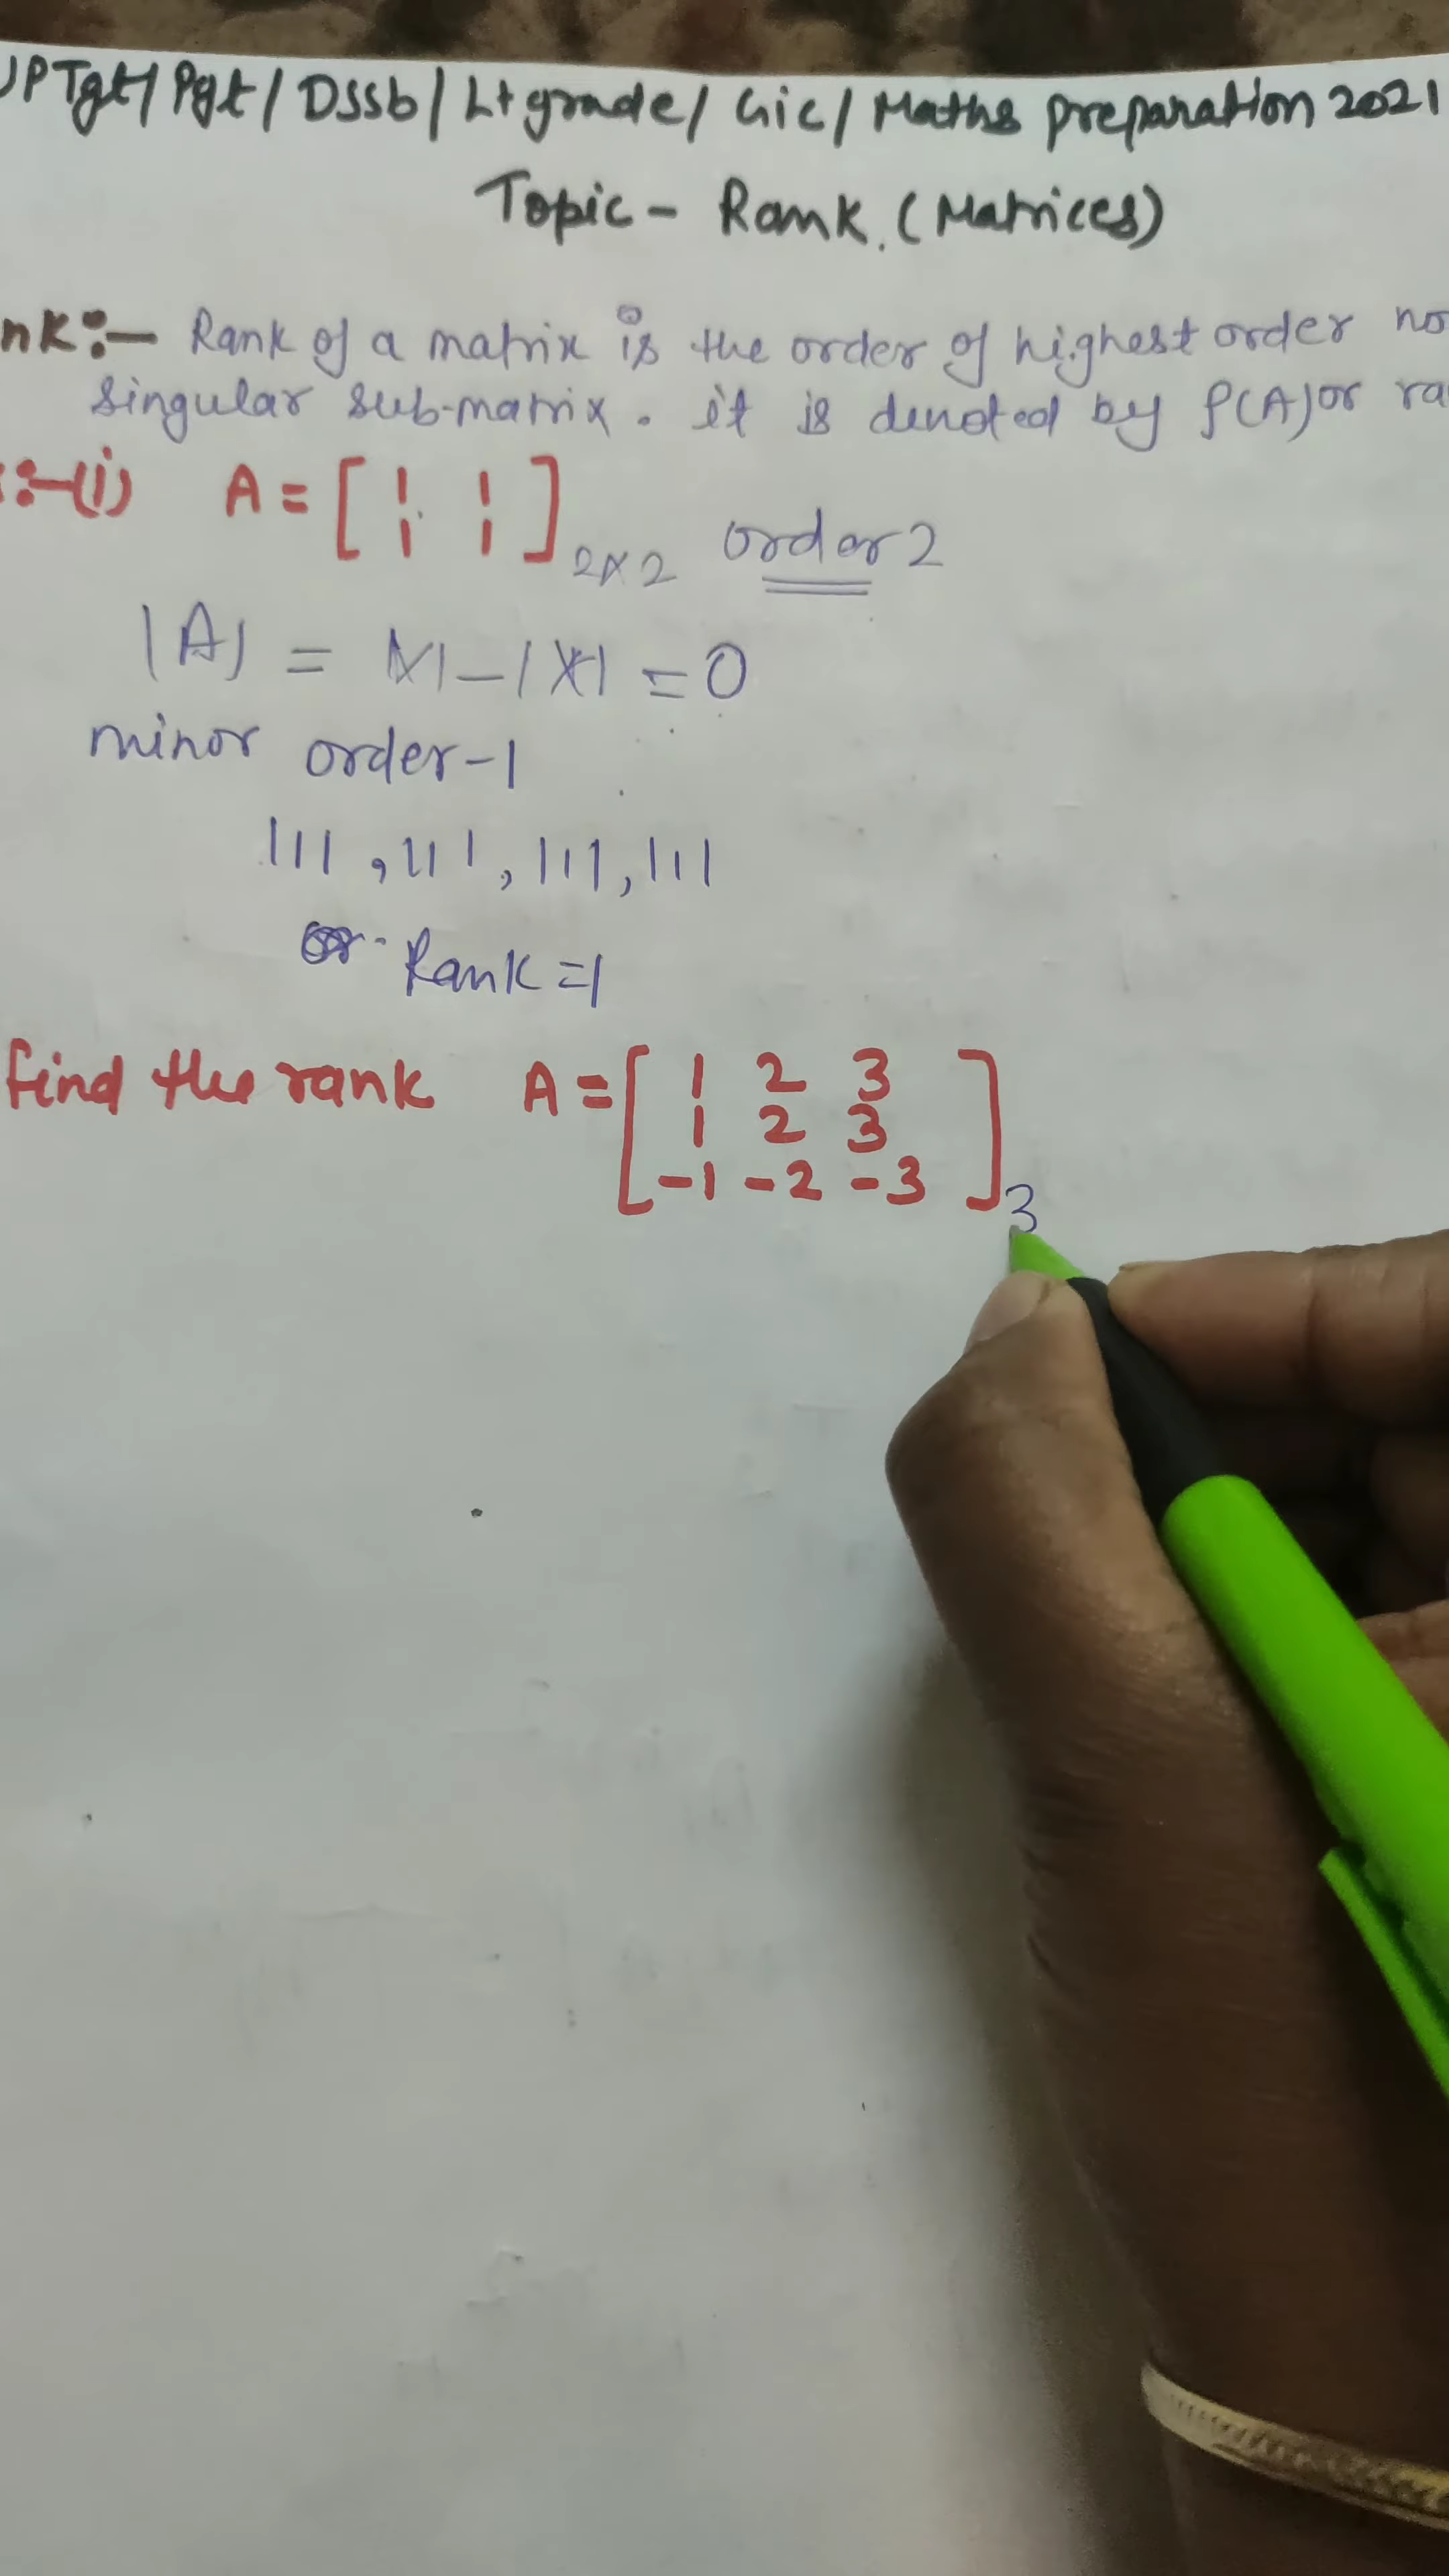 UP Tgt/Pgt/Dssb/Lt grade/Gic/Maths preparation 2021
Topic - Rank. (Matrices)
nk:- Rank of a matrix is the order of highest order no
singular sub-matrix. it is denoted by ρ(A) or ra
:-(i) A = [ 1 1 ] 2×2 order 2
1 1
|A| = 1×1-1×1 = 0
minor order-1
|1|, |1|, |1|, |1|
Rank =1
find the rank A = [ 1 2 3 ] 3
1 2 3
-1 -2 -3